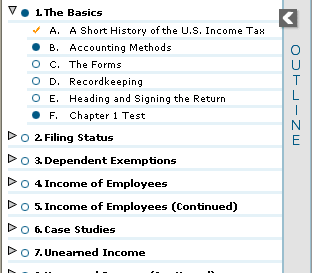 1. The Basics
A. A Short History of the U.S. Income Tax
B. Accounting Methods
C. The Forms
D. Recordkeeping
E. Heading and Signing the Return
F. Chapter 1 Test
2. Filing Status
3. Dependent Exemptions
4. Income of Employees
5. Income of Employees (Continued)
6. Case Studies
7. Unearned Income
OUTLINE